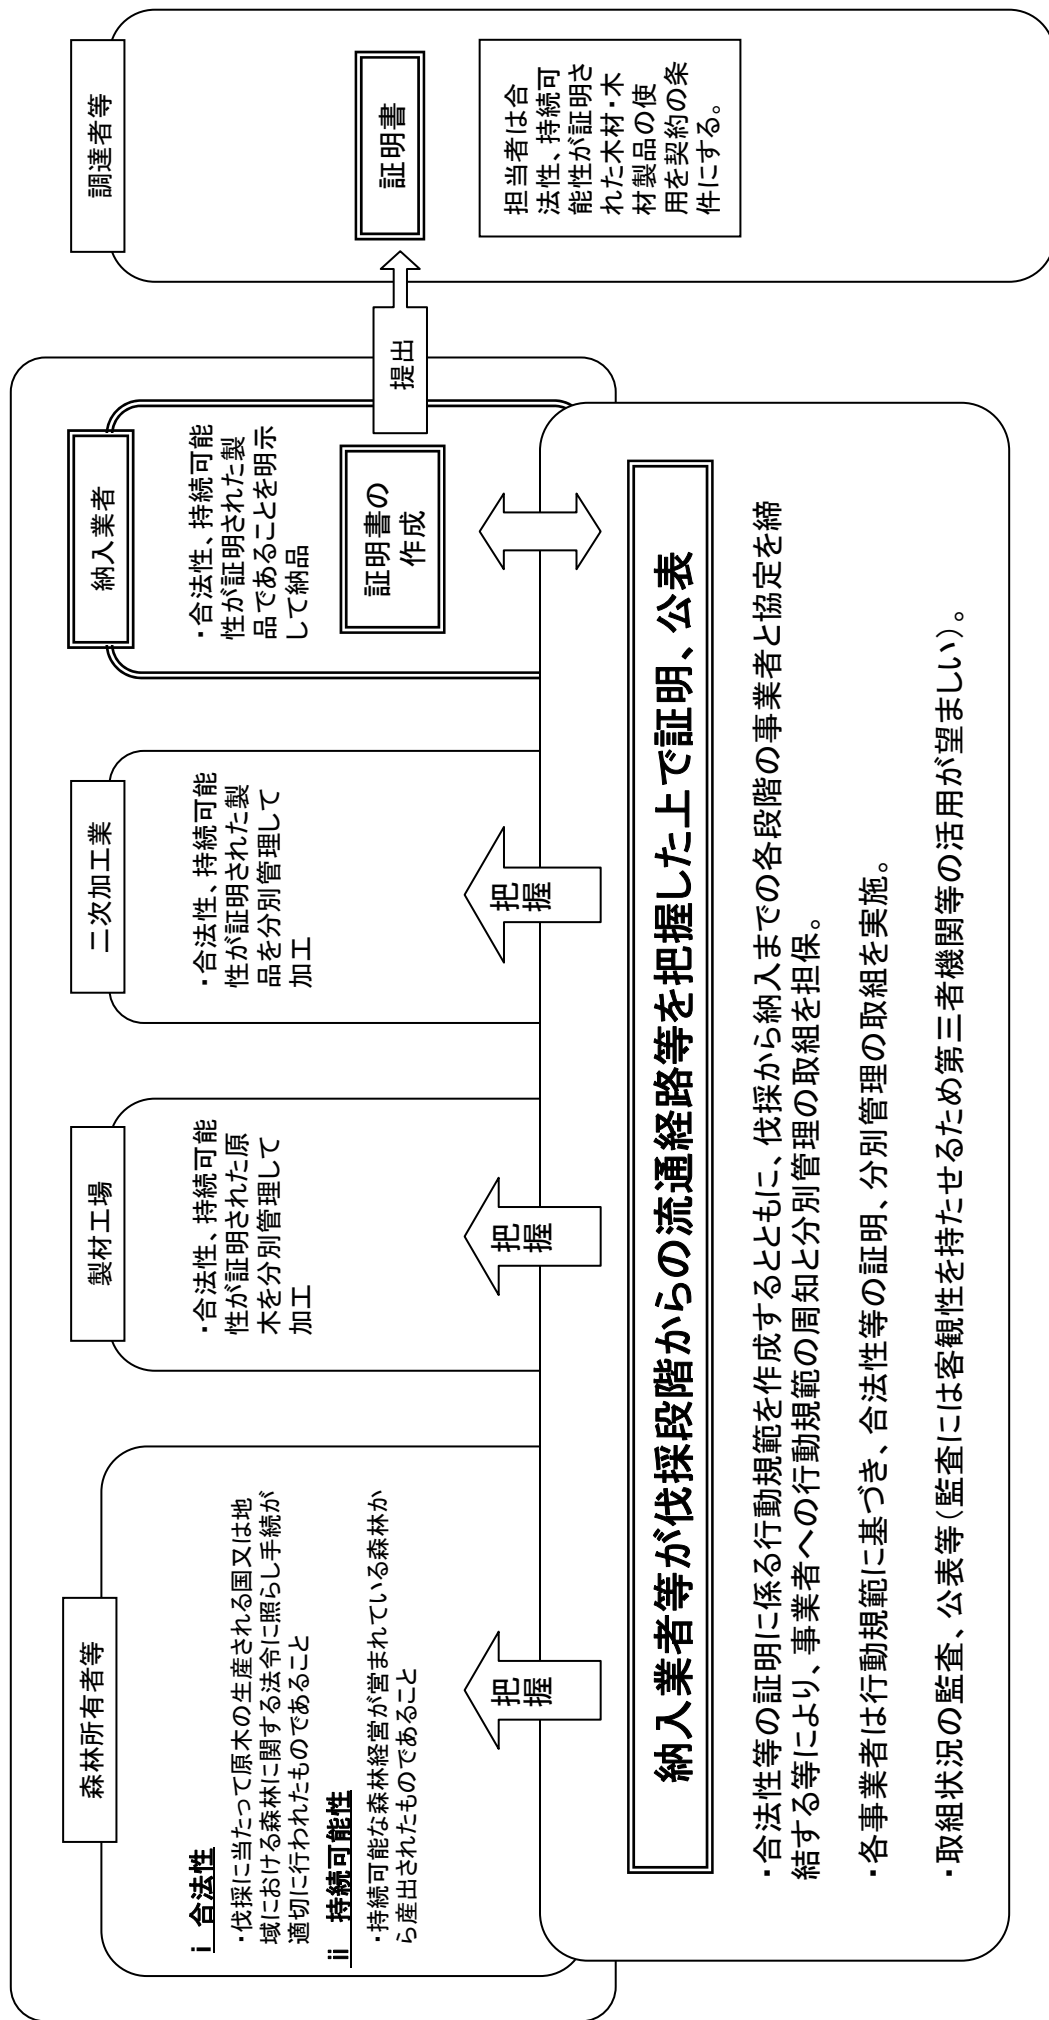 森林所有者等
ⅰ 合法性
・伐採に当たって原木の生産される国又は地
域における森林に関する法令に照らし手続が
適切に行われたものであること
ⅱ 持続可能性
・持続可能な森林経営が営まれている森林か
ら産出されたものであること
製材工場
・合法性、持続可能
性が証明された原
木を分別管理して
加工
二次加工業
・合法性、持続可能
性が証明された製
品を分別管理して
加工
納入業者
・合法性、持続可能
性が証明された製
品であることを明示
して納品
証明書の
作成
提出
調達者等
証明書
担当者は合
法性、持続可
能性が証明さ
れた木材・木
材製品の使
用を契約の条
件にする。
把
握
把
握
把
握
納入業者等が伐採段階からの流通経路等を把握した上で証明、公表
・合法性等の証明に係る行動規範を作成するとともに、伐採から納入までの各段階の事業者と協定を締
結する等により、事業者への行動規範の周知と分別管理の取組を担保。
・各事業者は行動規範に基づき、合法性等の証明、分別管理の取組を実施。
・取組状況の監査、公表等（監査には客観性を持たせるため第三者機関等の活用が望ましい）。